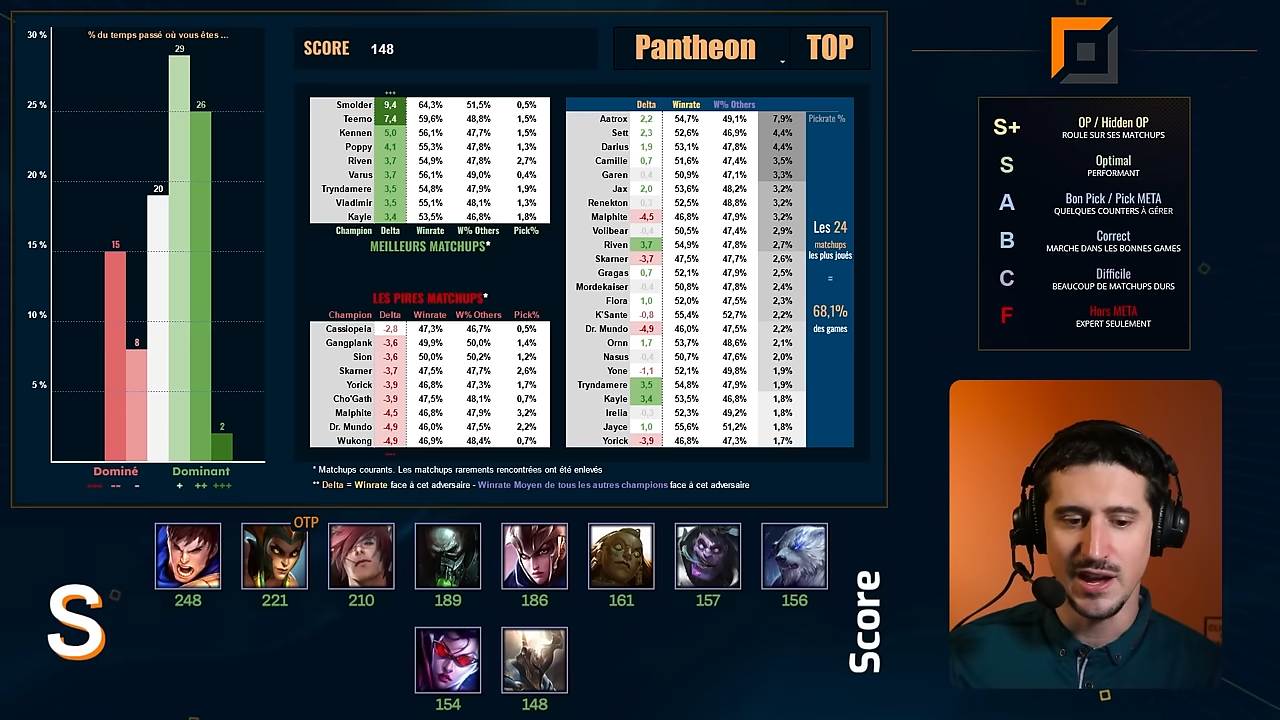 30 %
% du temps passé où vous êtes ...
29
25 %
26
20 %
20
15 %
15
10 %
8
5 %
2
Dominé
Dominant
--- -- - + ++ +++
SCORE 148
Pantheon TOP
+++
Smolder 9,4 64,3% 51,5% 0,5%
Teemo 7,4 59,6% 48,8% 1,5%
Kennen 5,0 56,1% 47,7% 1,5%
Poppy 4,1 55,3% 47,8% 1,3%
Riven 3,7 54,9% 47,8% 2,7%
Varus 3,7 56,1% 49,0% 0,4%
Tryndamere 3,5 54,8% 47,9% 1,9%
Vladimir 3,5 55,1% 48,1% 1,3%
Kayle 3,4 53,5% 46,8% 1,8%
Champion Delta Winrate W% Others Pick%
MEILLEURS MATCHUPS*
LES PIRES MATCHUPS*
Champion Delta Winrate W% Others Pick%
Cassiopeia -2,8 47,3% 46,7% 0,5%
Gangplank -3,6 49,9% 50,0% 1,4%
Sion -3,6 50,0% 50,2% 1,2%
Skarner -3,7 47,5% 47,7% 2,6%
Yorick -3,9 46,8% 47,3% 1,7%
Cho'Gath -3,9 47,5% 48,1% 0,7%
Malphite -4,5 46,8% 47,9% 3,2%
Dr. Mundo -4,9 46,0% 47,5% 2,2%
Wukong -4,9 46,9% 48,4% 0,7%
---
Delta Winrate W% Others
Aatrox 2,2 54,7% 49,1% 7,9% Pickrate %
Sett 2,3 52,6% 46,9% 4,4%
Darius 1,9 53,1% 47,8% 4,4%
Camille 0,7 51,6% 47,4% 3,5%
Garen 0,4 50,9% 47,1% 3,3%
Jax 2,0 53,6% 48,2% 3,2%
Renekton 0,3 52,5% 48,8% 3,2%
Malphite -4,5 46,8% 47,9% 3,2%
Volibear -0,4 50,5% 47,4% 2,9%
Riven 3,7 54,9% 47,8% 2,7%
Skarner -3,7 47,5% 47,7% 2,6%
Gragas 0,7 52,1% 47,9% 2,5%
Mordekaiser -0,4 50,8% 47,8% 2,4%
Fiora 1,0 52,0% 47,5% 2,3%
K'Sante -0,8 55,4% 52,7% 2,2%
Dr. Mundo -4,9 46,0% 47,5% 2,2%
Ornn 1,7 53,7% 48,6% 2,1%
Nasus -0,4 50,7% 47,6% 2,0%
Yone -1,1 52,1% 49,8% 1,9%
Tryndamere 3,5 54,8% 47,9% 1,9%
Kayle 3,4 53,5% 46,8% 1,8%
Irelia -0,3 52,3% 49,2% 1,8%
Jayce 1,0 55,6% 51,2% 1,8%
Yorick -3,9 46,8% 47,3% 1,7%
Les 24
matchups
les plus joués
=
68,1%
des games
* Matchups courants. Les matchups rarements rencontrées ont été enlevés
** Delta = Winrate face à cet adversaire - Winrate Moyen de tous les autres champions face à cet adversaire
S+ OP / Hidden OP
ROULE SUR SES MATCHUPS
S Optimal
PERFORMANT
A Bon Pick / Pick META
QUELQUES COUNTERS À GÉRER
B Correct
MARCHE DANS LES BONNES GAMES
C Difficile
BEAUCOUP DE MATCHUPS DURS
F Hors META
EXPERT SEULEMENT
OTP
S
248 221 210 189 186 161 157 156
154 148
Score